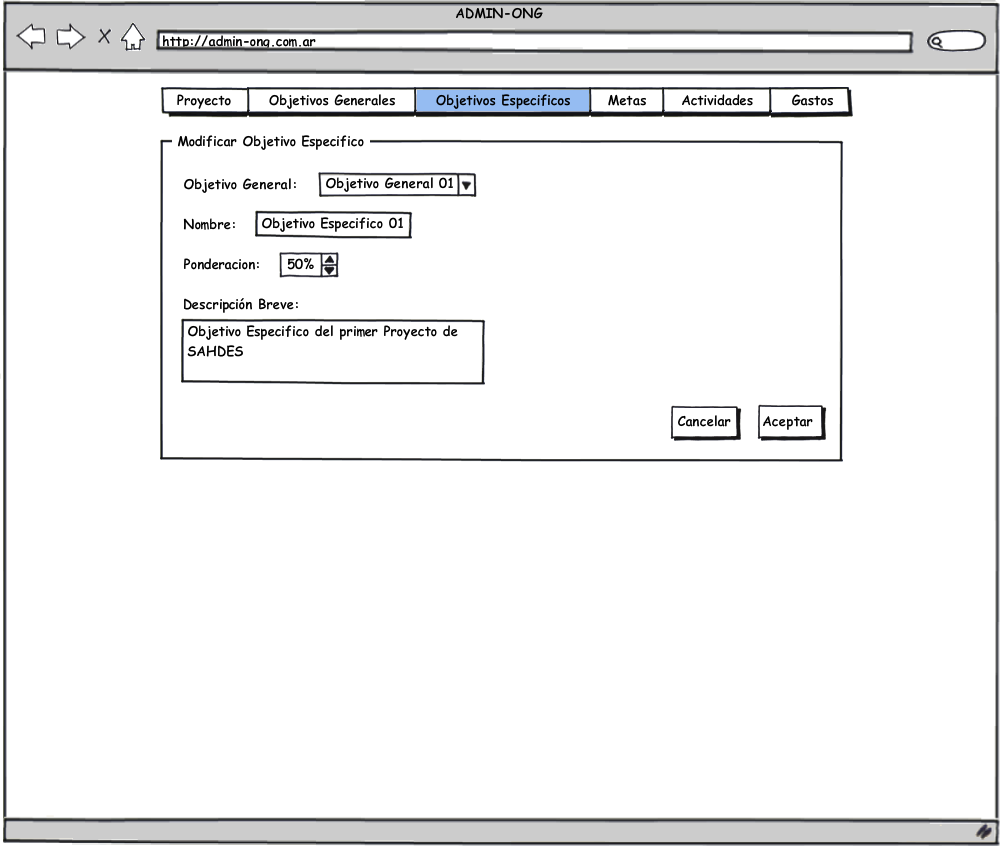 ADMIN-ONG
http://admin-ong.com.ar
Proyecto Objetivos Generales Objetivos Especificos Metas Actividades Gastos
Modificar Objetivo Especifico
Objetivo General: Objetivo General 01
Nombre: Objetivo Especifico 01
Ponderacion: 50%
Descripción Breve:
Objetivo Especifico del primer Proyecto de
SAHDES
Cancelar Aceptar